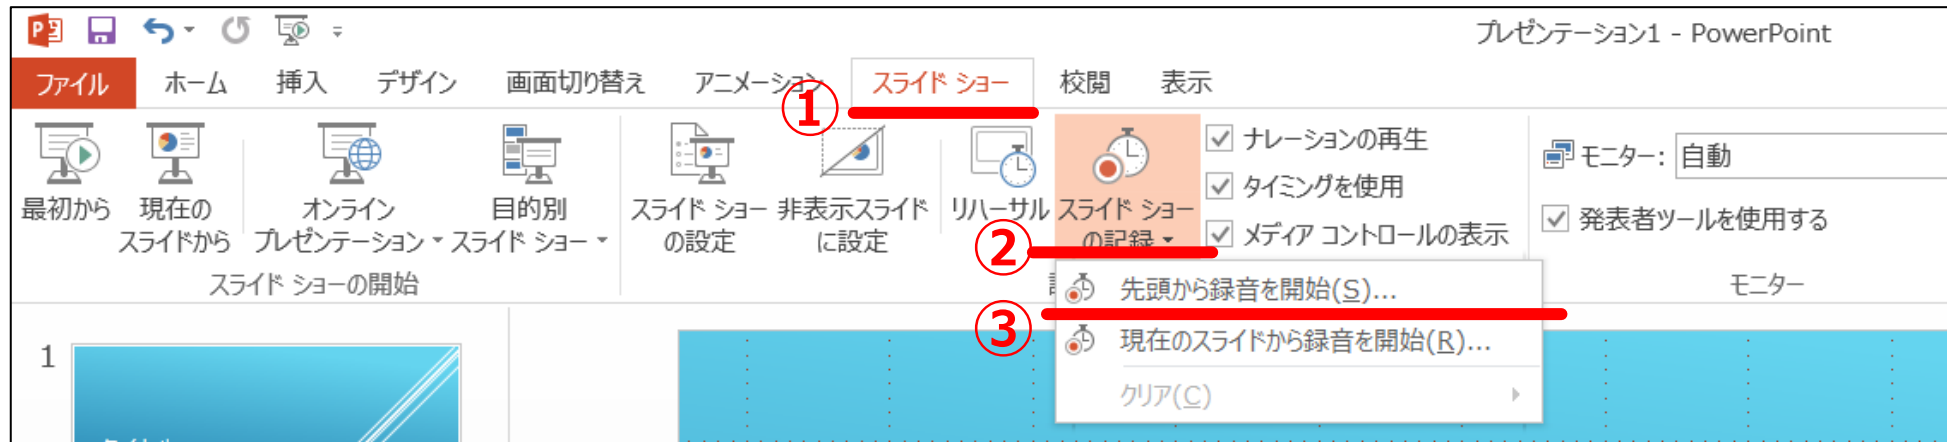 プレゼンテーション1 - PowerPoint
ファイル ホーム 挿入 デザイン 画面切り替え アニメーション スライド ショー 校閲 表示
①
最初から
現在の
スライドから
オンライン
プレゼンテーション
目的別
スライド ショー
スライド ショーの開始
スライド ショー
の設定
非表示スライド
に設定
リハーサル
スライド ショー
の記録
②
ナレーションの再生
タイミングを使用
メディア コントロールの表示
モニター: 自動
発表者ツールを使用する
モニター
先頭から録音を開始(S)...
③
現在のスライドから録音を開始(R)...
クリア(C)
1